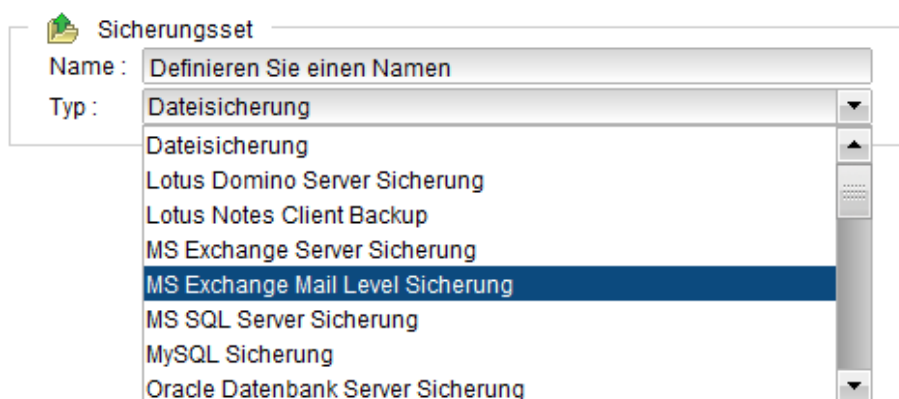 Sicherungsset
Name : Definieren Sie einen Namen
Typ : Dateisicherung
Dateisicherung
Lotus Domino Server Sicherung
Lotus Notes Client Backup
MS Exchange Server Sicherung
MS Exchange Mail Level Sicherung
MS SQL Server Sicherung
MySQL Sicherung
Oracle Datenbank Server Sicherung